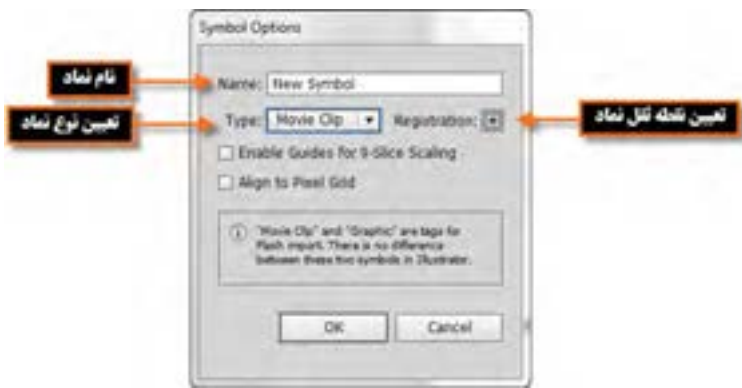 Symbol Options
نام نماد
Name: New Symbol
تعیین نوع نماد
Type: Movie Clip Registration:
تعیین نقطه ثقل نماد
Enable Guides for 9-Slice Scaling
Align to Pixel Grid
"Movie Clip" and "Graphic" are tags for
Flash import. There is no difference
between these two symbols in Illustrator.
OK Cancel